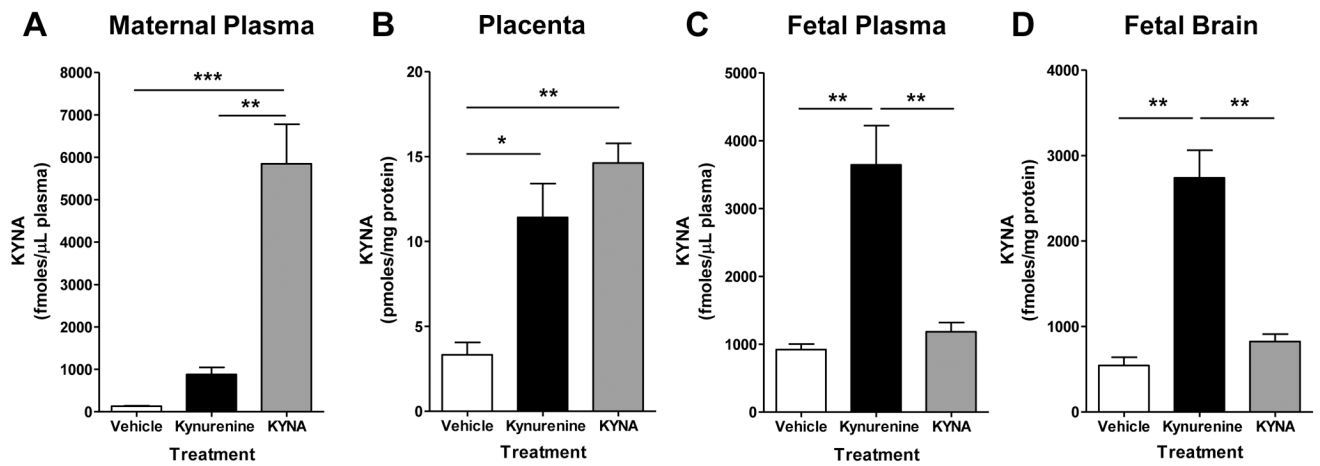 A Maternal Plasma
KYNA
(fmoles/μL plasma)
8000
7000
6000
5000
4000
3000
2000
1000
0
***
**
Vehicle Kynurenine KYNA
Treatment
B Placenta
KYNA
(pmoles/mg protein)
20
15
10
5
0
**
*
Vehicle Kynurenine KYNA
Treatment
C Fetal Plasma
KYNA
(fmoles/μL plasma)
5000
4000
3000
2000
1000
0
** **
Vehicle Kynurenine KYNA
Treatment
D Fetal Brain
KYNA
(fmoles/mg protein)
4000
3000
2000
1000
0
** **
Vehicle Kynurenine KYNA
Treatment